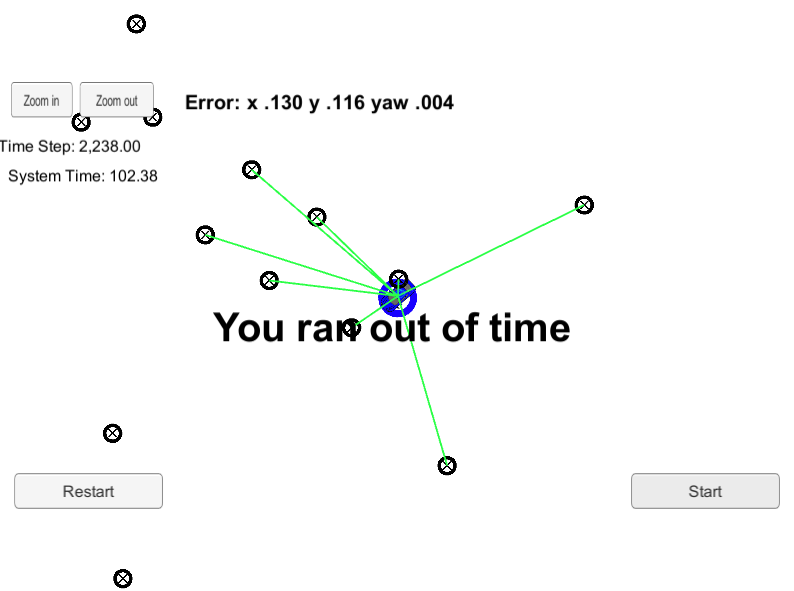 Zoom in
Zoom out
Error: x .130 y .116 yaw .004
Time Step: 2,238.00
System Time: 102.38
You ran out of time
Restart
Start